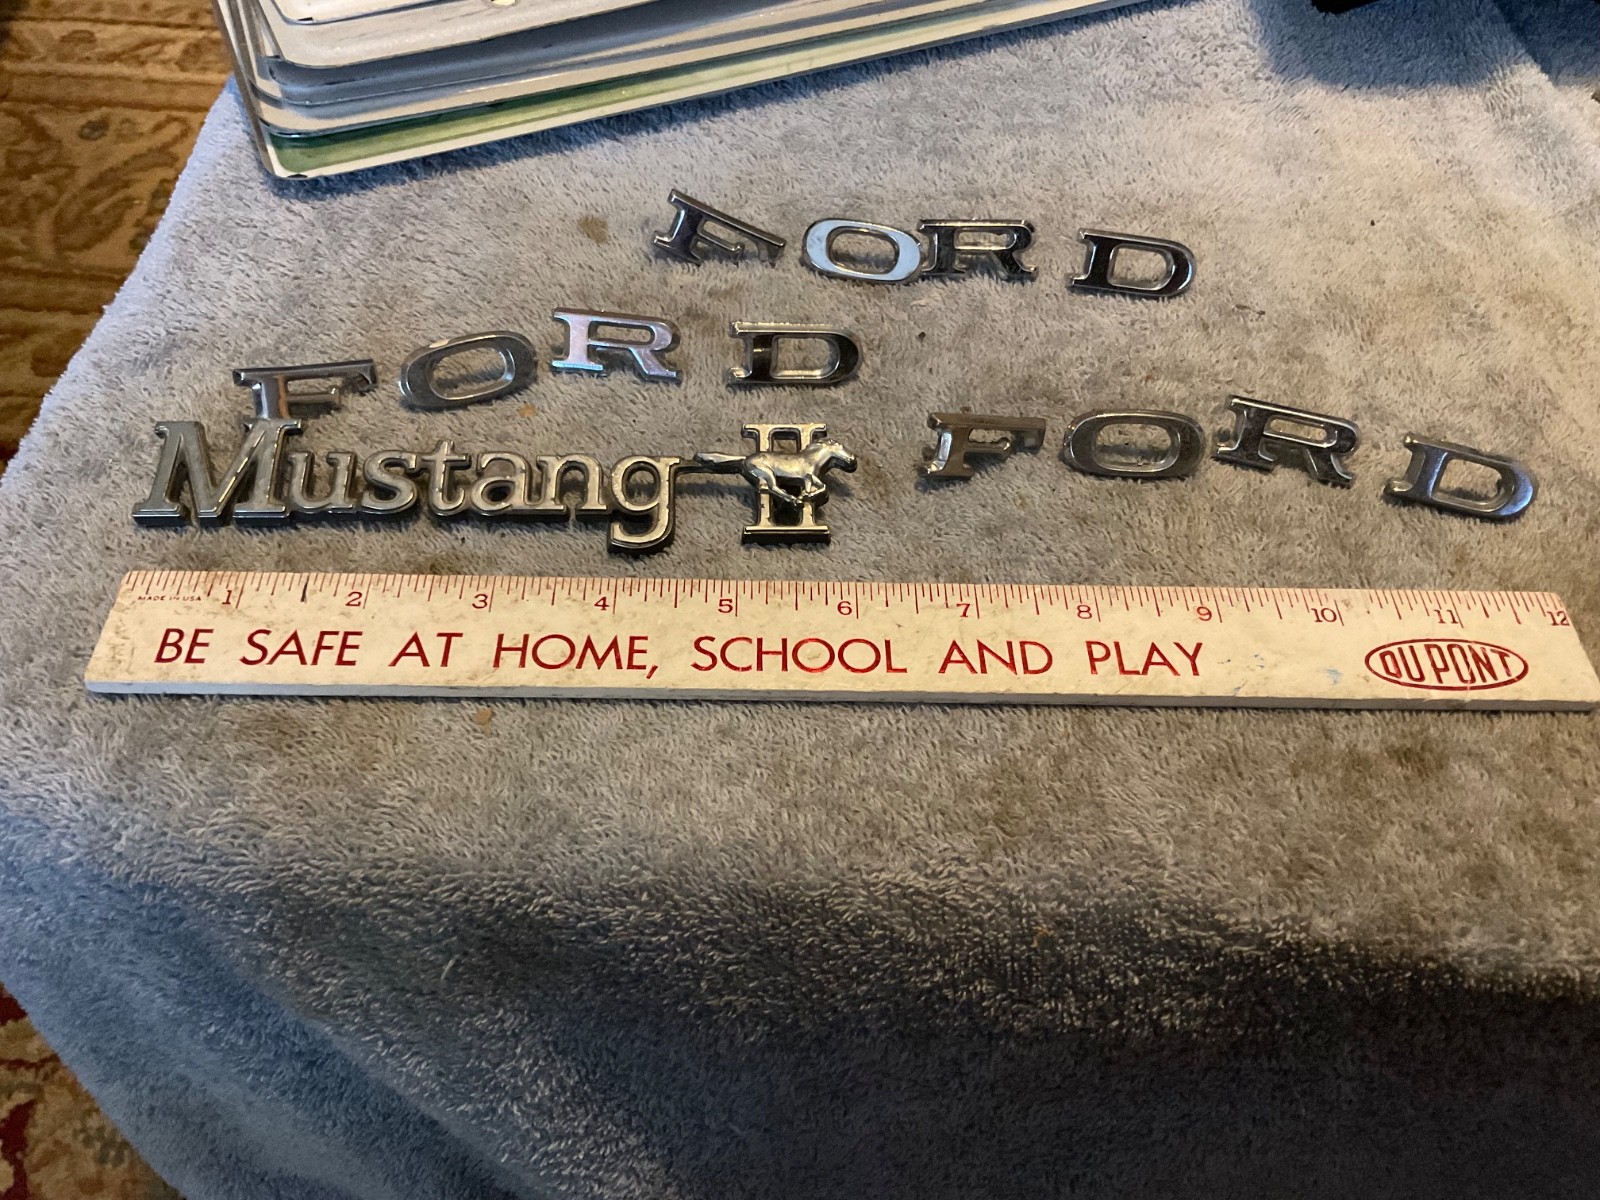 FORD
FORD
Mustang II
FORD
MADE IN USA
1 2 3 4 5 6 7 8 9 10 11 12
BE SAFE AT HOME, SCHOOL AND PLAY
DU PONT